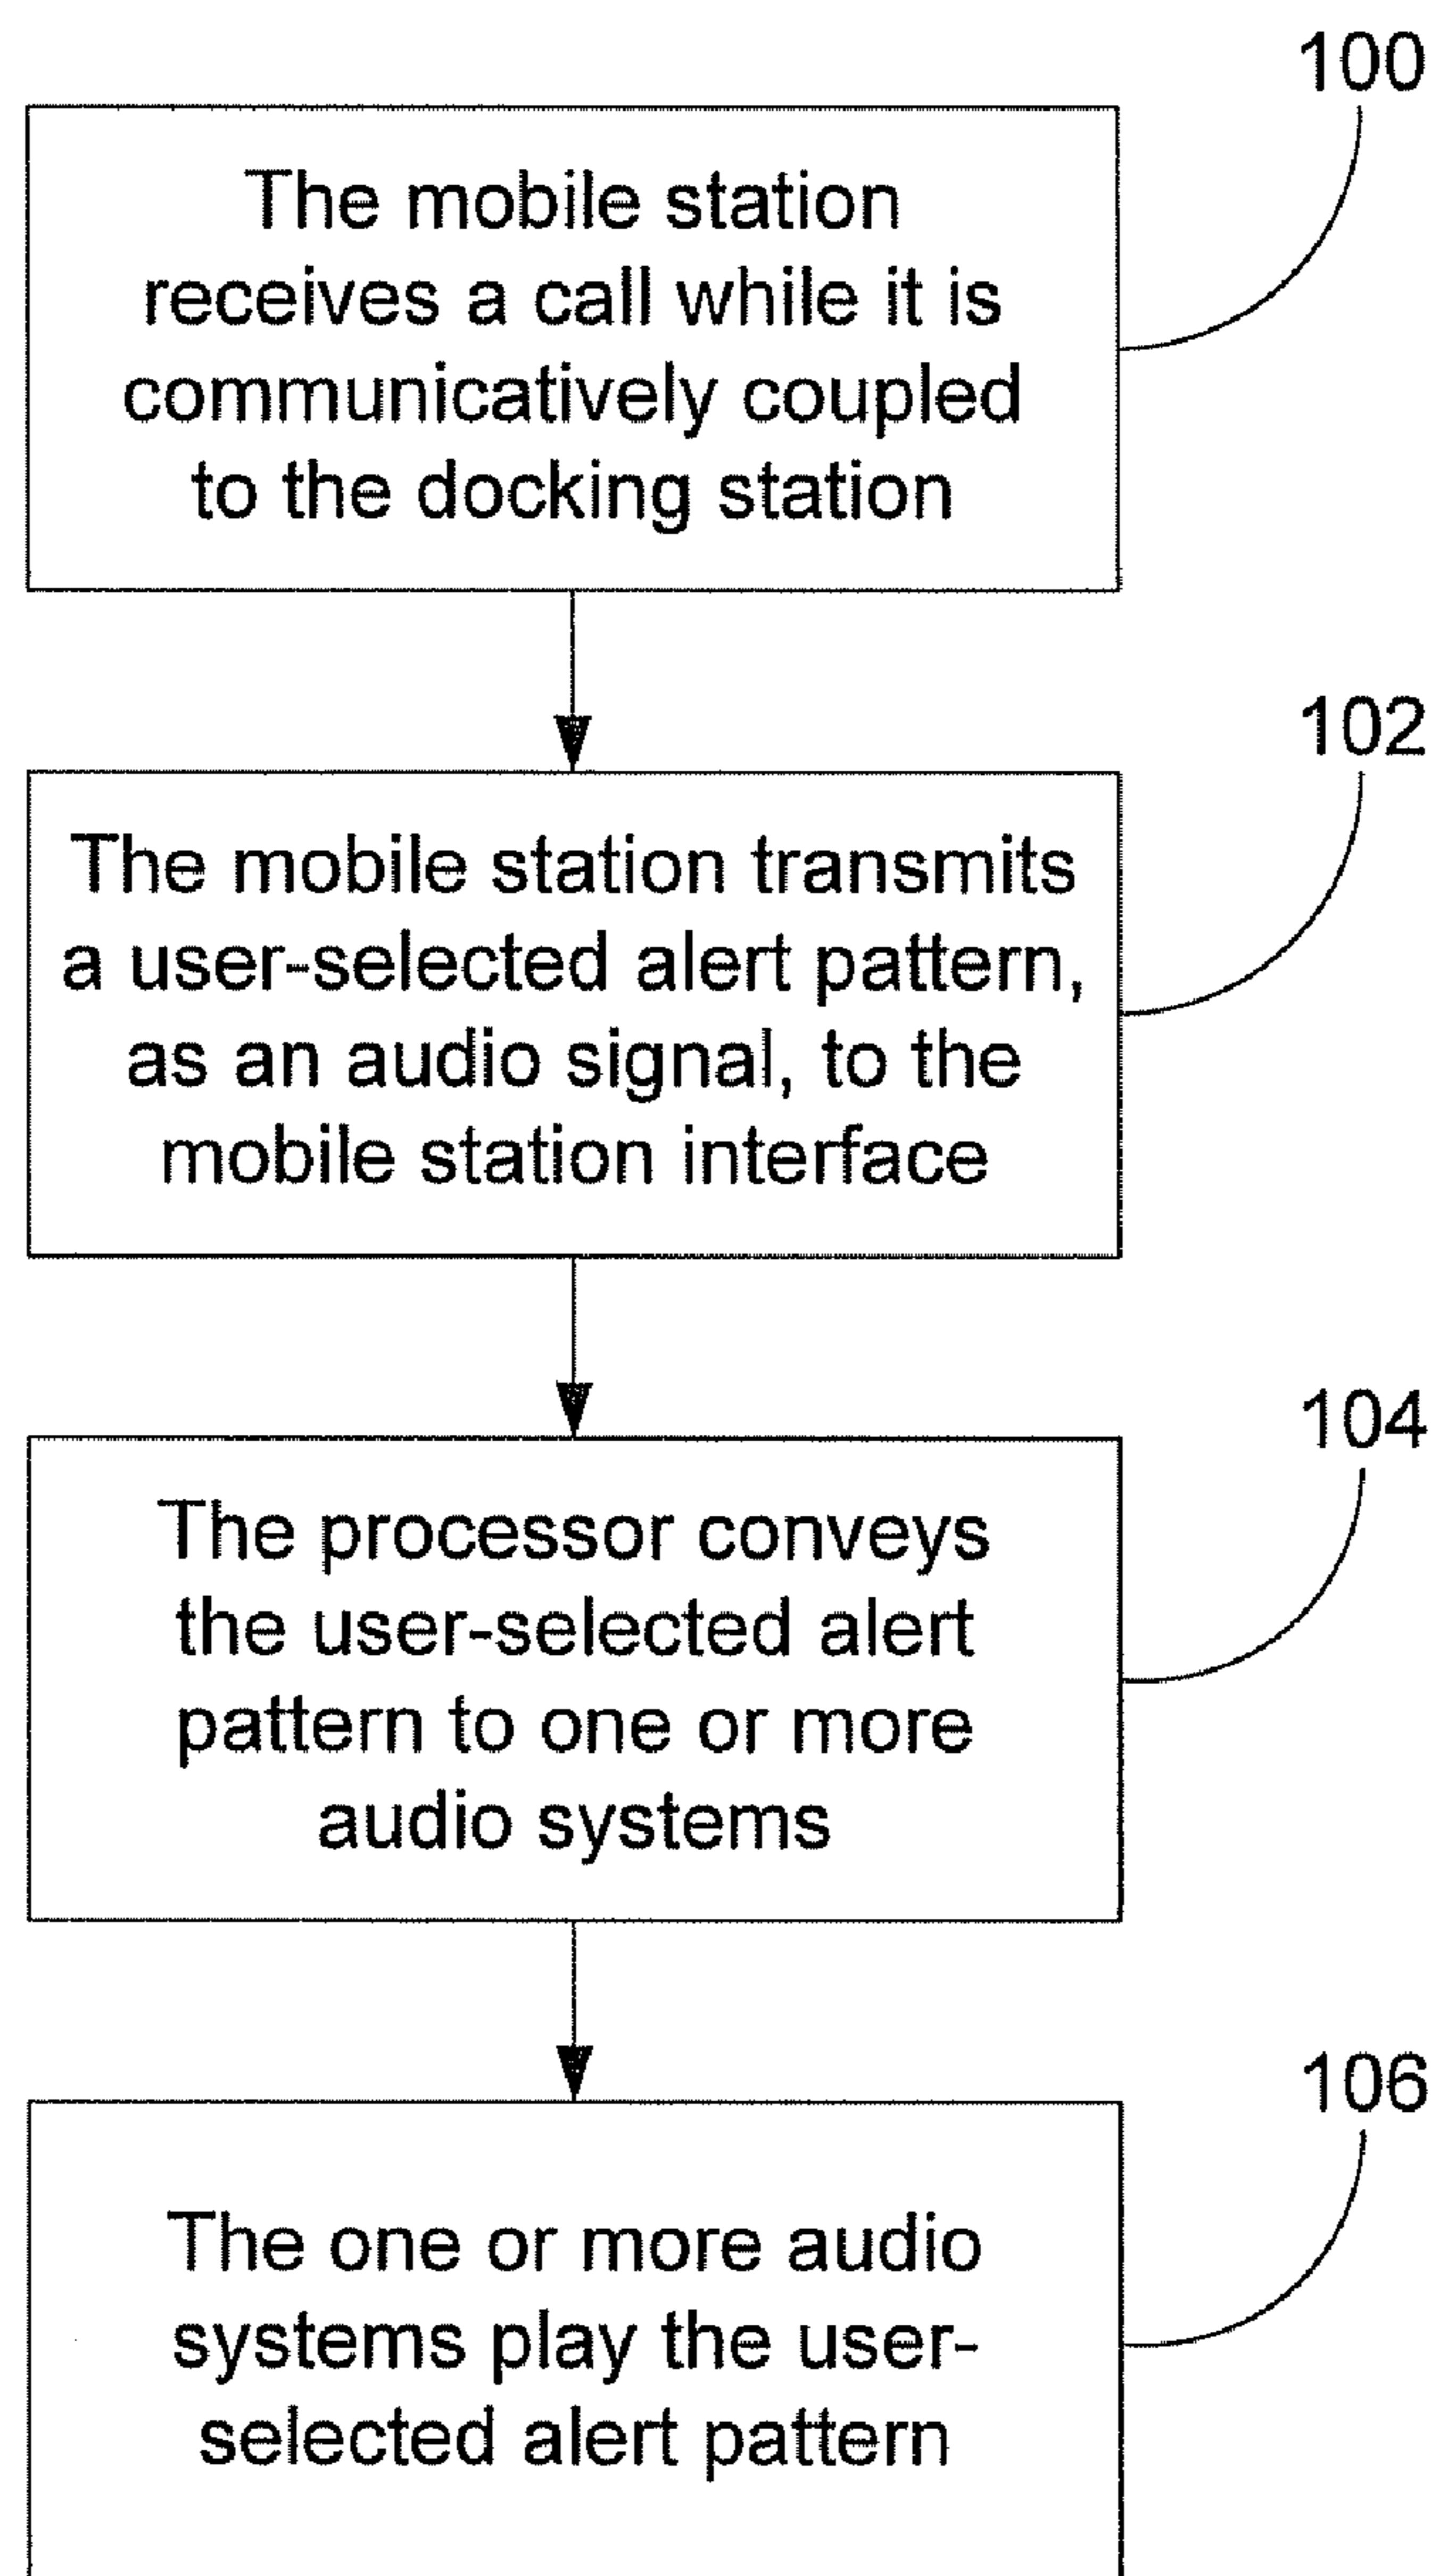 100
The mobile station
receives a call while it is
communicatively coupled
to the docking station
102
The mobile station transmits
a user-selected alert pattern,
as an audio signal, to the
mobile station interface
104
The processor conveys
the user-selected alert
pattern to one or more
audio systems
106
The one or more audio
systems play the user-
selected alert pattern